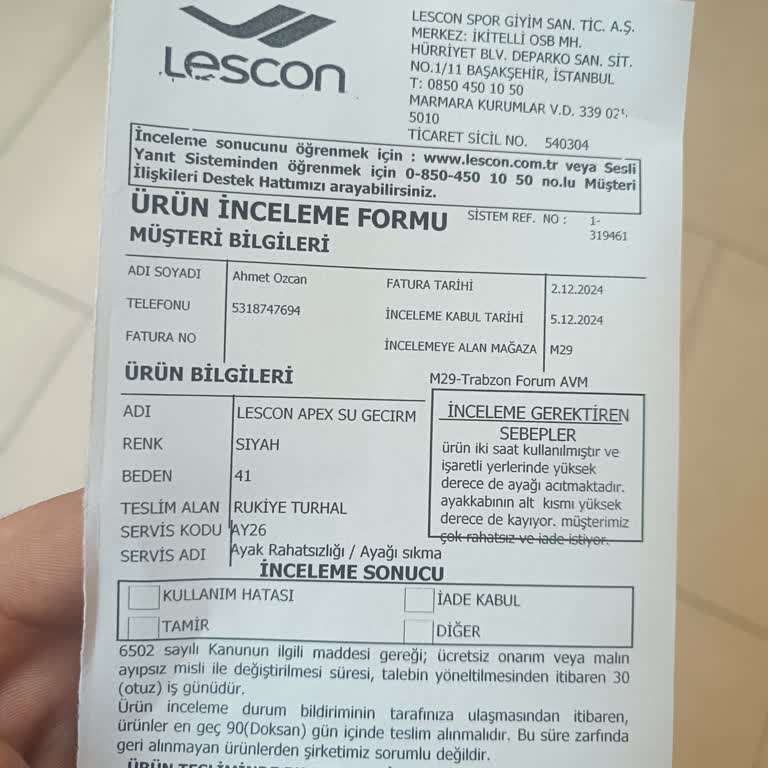 Lescon
LESCON SPOR GİYİM SAN. TİC. A.Ş.
MERKEZ: İKİTELLİ OSB MH.
HÜRRİYET BLV. DEPARKO SAN. SİT.
NO.1/11 BAŞAKŞEHİR, İSTANBUL
T: 0850 450 10 50
MARMARA KURUMLAR V.D. 339 02
5010
TİCARET SİCİL NO. 540304
İnceleme sonucunu öğrenmek için : www.lescon.com.tr veya Sesli
Yanıt Sisteminden öğrenmek için 0-850-450 10 50 no.lu Müşteri
İlişkileri Destek Hattımızı arayabilirsiniz.
ÜRÜN İNCELEME FORMU
SİSTEM REF. NO : 1-
319461
MÜŞTERİ BİLGİLERİ
ADI SOYADI Ahmet Ozcan FATURA TARİHİ 2.12.2024
TELEFONU 5318747694 İNCELEME KABUL TARİHİ 5.12.2024
FATURA NO İNCELEMEYE ALAN MAĞAZA M29
M29-Trabzon Forum AVM
ÜRÜN BİLGİLERİ
ADI LESCON APEX SU GECIRM
RENK SIYAH
BEDEN 41
TESLİM ALAN RUKİYE TURHAL
SERVİS KODU AY26
SERVİS ADI Ayak Rahatsızlığı / Ayağı sıkma
İNCELEME GEREKTİREN
SEBEPLER
ürün iki saat kullanılmıştır ve
işaretli yerlerinde yüksek
derece de ayağı acıtmaktadır.
ayakkabının alt kısmı yüksek
derece de kayıyor. müşterimiz
çok rahatsız ve iade istiyor.
İNCELEME SONUCU
KULLANIM HATASI İADE KABUL
TAMİR DİĞER
6502 sayılı Kanunun ilgili maddesi gereği; ücretsiz onarım veya malın
ayıpsız misli ile değiştirilmesi süresi, talebin yöneltilmesinden itibaren 30
(otuz) iş günüdür.
Ürün inceleme durum bildiriminin tarafınıza ulaşmasından itibaren,
ürünler en geç 90(Doksan) gün içinde teslim alınmalıdır. Bu süre zarfında
geri alınmayan ürünlerden şirketimiz sorumlu değildir.